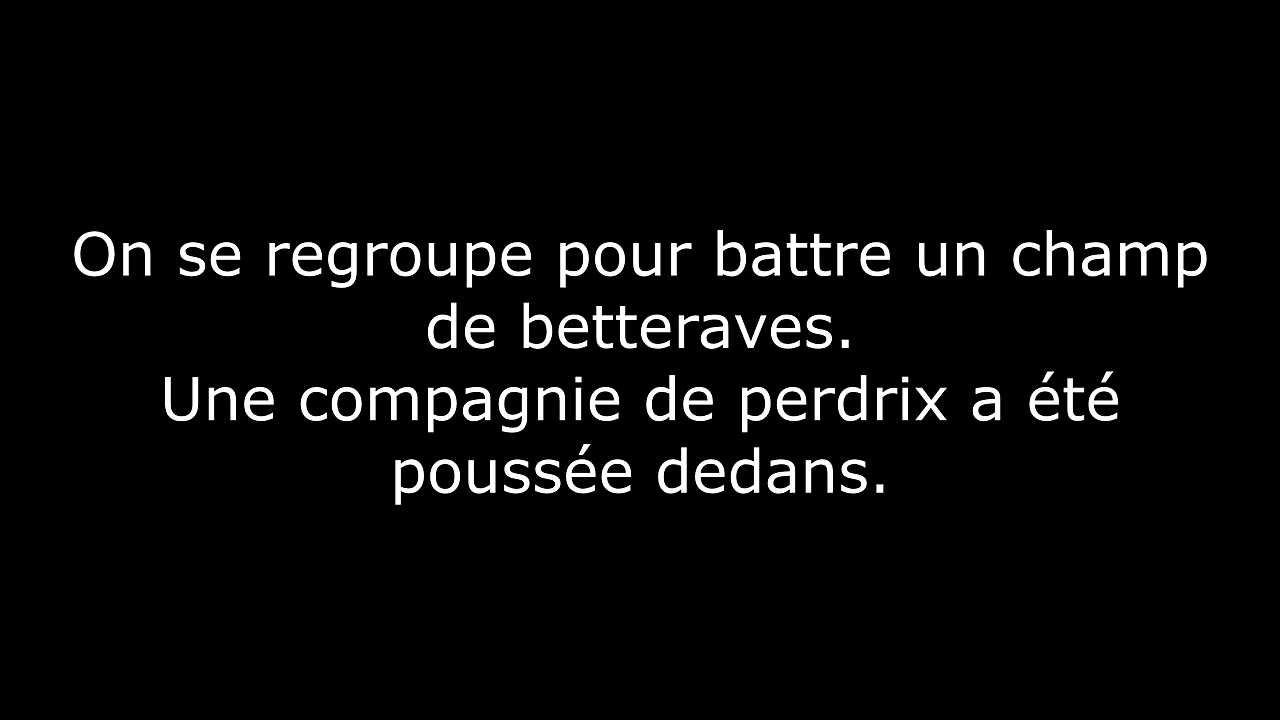 On se regroupe pour battre un champ
de betteraves.
Une compagnie de perdrix a été
poussée dedans.